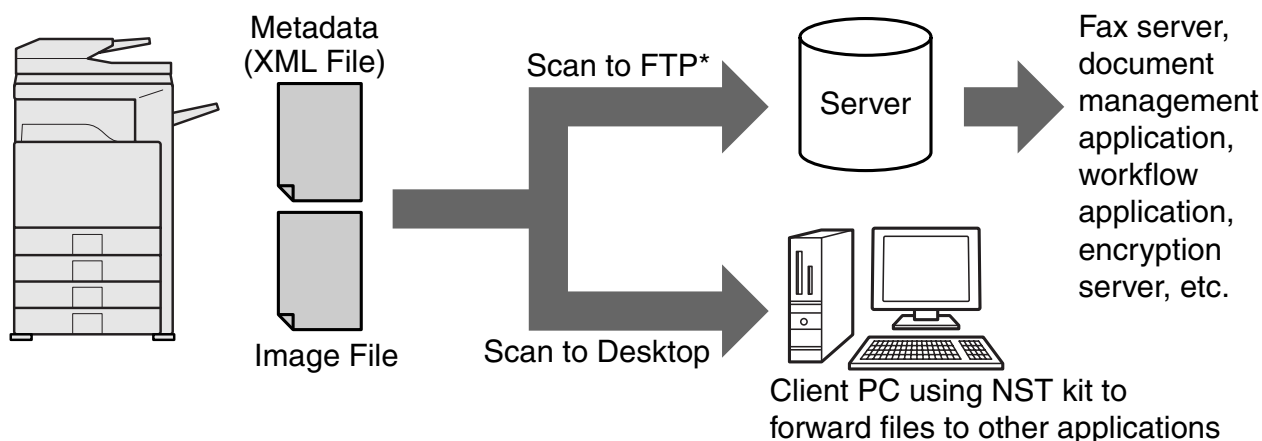 Metadata
(XML File)
Image File
Scan to FTP*
Scan to Desktop
Server
Fax server,
document
management
application,
workflow
application,
encryption
server, etc.
Client PC using NST kit to
forward files to other applications